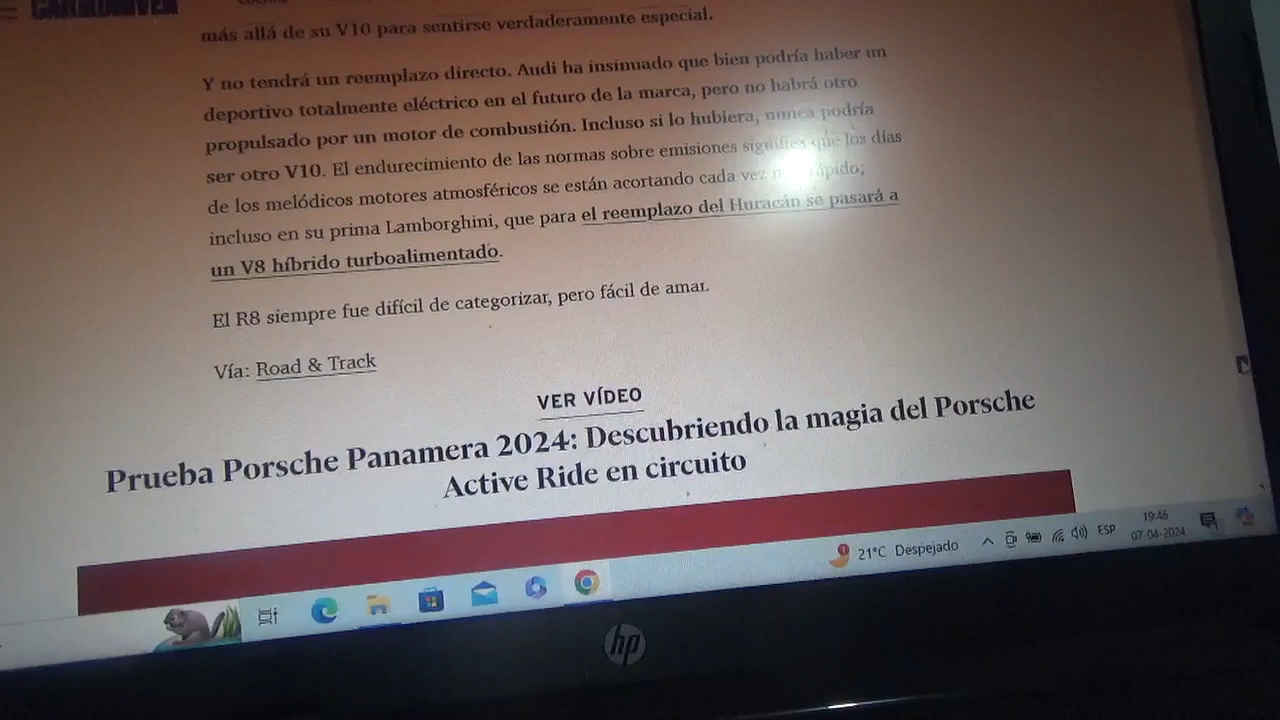 más allá de su V10 para sentirse verdaderamente especial.
Y no tendrá un reemplazo directo. Audi ha insinuado que bien podría haber un
deportivo totalmente eléctrico en el futuro de la marca, pero no habrá otro
propulsado por un motor de combustión. Incluso si lo hubiera, nunca podría
ser otro V10. El endurecimiento de las normas sobre emisiones significa que los días
de los melódicos motores atmosféricos se están acortando cada vez rápido;
incluso en su prima Lamborghini, que para el reemplazo del Huracán se pasará a
un V8 híbrido turboalimentado.
El R8 siempre fue difícil de categorizar, pero fácil de amar.
Vía: Road & Track
VER VÍDEO
Prueba Porsche Panamera 2024: Descubriendo la magia del Porsche
Active Ride en circuito
21°C Despejado
ESP
19:46
07-04-2024
hp